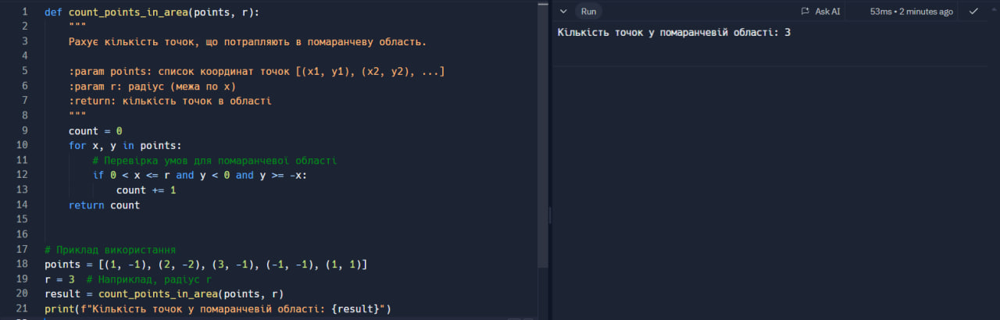 1 def count_points_in_area(points, r):
2 """
3 Рахує кількість точок, що потрапляють в помаранчеву область.
4
5 :param points: список координат точок [(x1, y1), (x2, y2), ...]
6 :param r: радіус (межа по x)
7 :return: кількість точок в області
8 """
9 count = 0
10 for x, y in points:
11 # Перевірка умов для помаранчевої області
12 if 0 < x <= r and y < 0 and y >= -x:
13 count += 1
14 return count
15
16
17 # Приклад використання
18 points = [(1, -1), (2, -2), (3, -1), (-1, -1), (1, 1)]
19 r = 3 # Наприклад, радіус r
20 result = count_points_in_area(points, r)
21 print(f"Кількість точок у помаранчевій області: {result}")
Run
Ask AI
53ms • 2 minutes ago
Кількість точок у помаранчевій області: 3